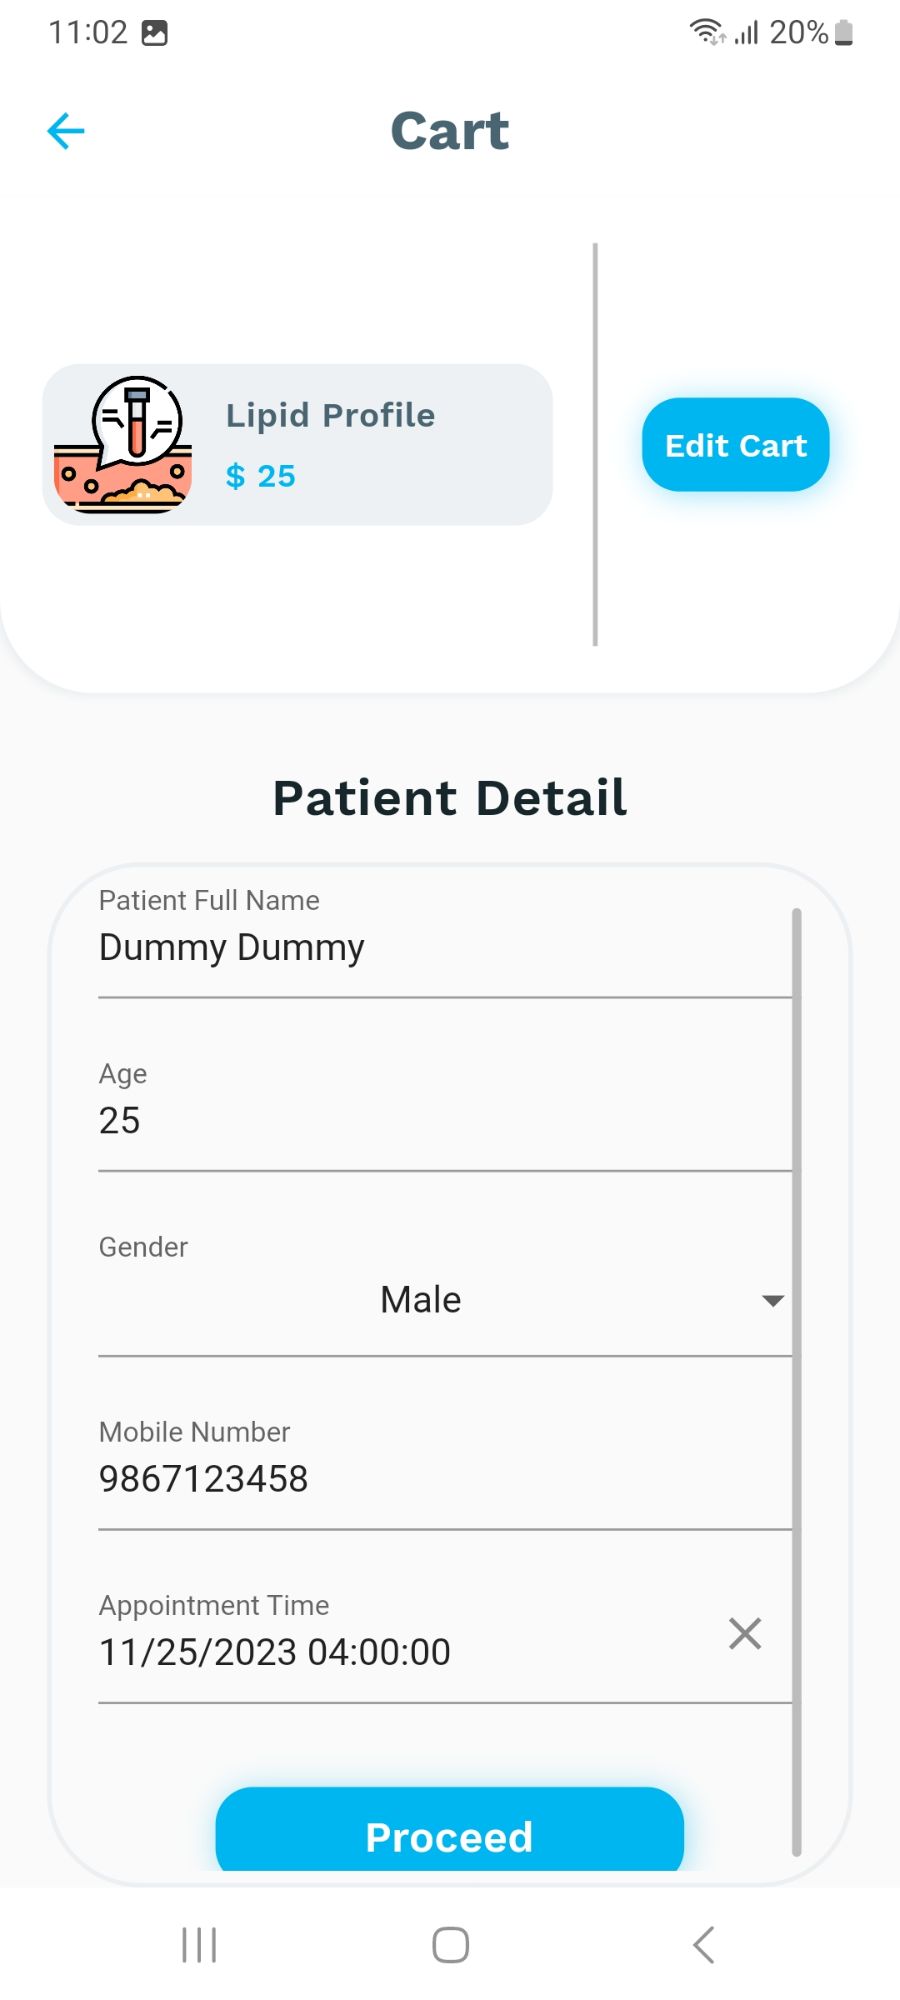 11:02
20%
Cart
Lipid Profile
$ 25
Edit Cart
Patient Detail
Patient Full Name
Dummy Dummy
Age
25
Gender
Male
Mobile Number
9867123458
Appointment Time
11/25/2023 04:00:00
Proceed